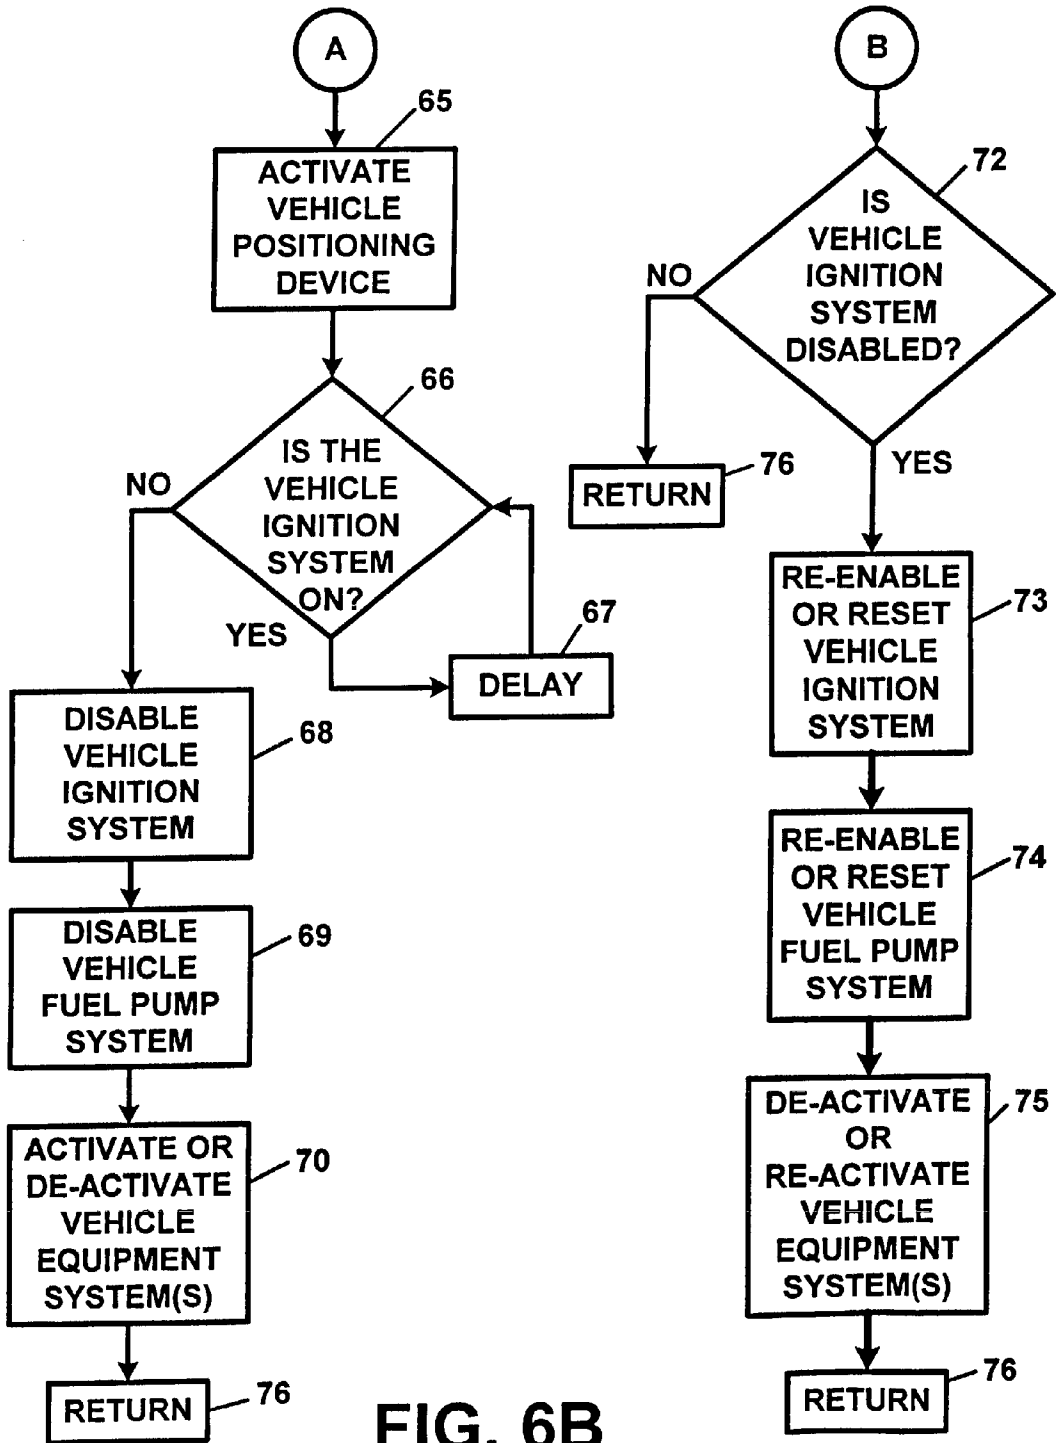 A
65
ACTIVATE
VEHICLE
POSITIONING
DEVICE
66
IS THE
VEHICLE
IGNITION
SYSTEM
ON?
NO
YES
67
DELAY
DISABLE
VEHICLE
IGNITION
SYSTEM
68
DISABLE
VEHICLE
FUEL PUMP
SYSTEM
69
ACTIVATE OR
DE-ACTIVATE
VEHICLE
EQUIPMENT
SYSTEM(S)
70
RETURN
76
B
72
IS
VEHICLE
IGNITION
SYSTEM
DISABLED?
NO
76
RETURN
YES
RE-ENABLE
OR RESET
VEHICLE
IGNITION
SYSTEM
73
RE-ENABLE
OR RESET
VEHICLE
FUEL PUMP
SYSTEM
74
DE-ACTIVATE
OR
RE-ACTIVATE
VEHICLE
EQUIPMENT
SYSTEM(S)
75
RETURN
76
FIG. 6B